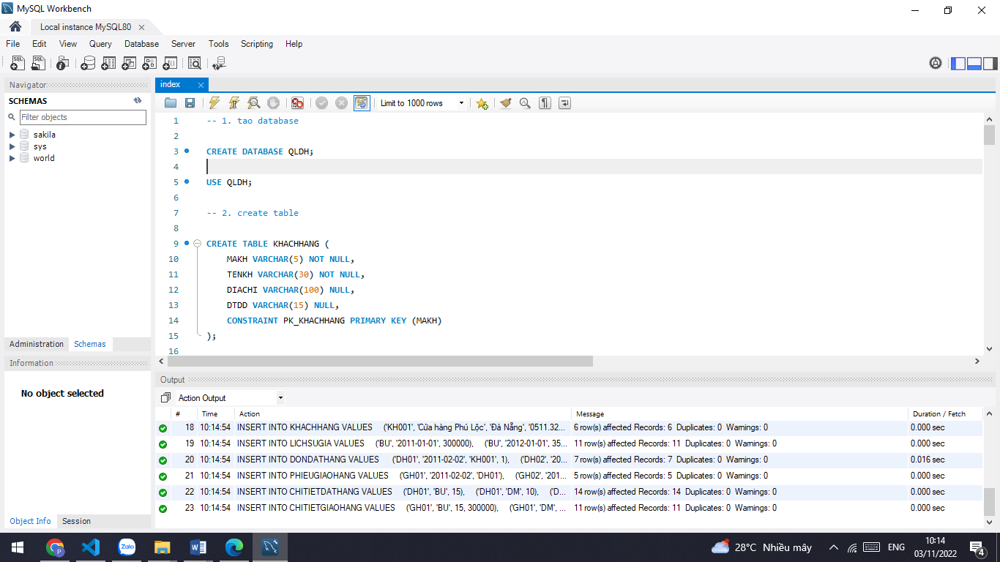 MySQL Workbench
Local instance MySQL80
File Edit View Query Database Server Tools Scripting Help
Navigator
SCHEMAS
Filter objects
sakila
sys
world
Administration Schemas
Information
No object selected
Object Info Session
index
Limit to 1000 rows
1 -- 1. tao database
2
3 CREATE DATABASE QLDH;
4
5 USE QLDH;
6
7 -- 2. create table
8
9 CREATE TABLE KHACHHANG (
10 MAKH VARCHAR(5) NOT NULL,
11 TENKH VARCHAR(30) NOT NULL,
12 DIACHI VARCHAR(100) NULL,
13 DTDD VARCHAR(15) NULL,
14 CONSTRAINT PK_KHACHHANG PRIMARY KEY (MAKH)
15 );
16
Output
Action Output
# Time Action Message Duration / Fetch
18 10:14:54 INSERT INTO KHACHHANG VALUES ('KH001', 'Cửa hàng Phú Lộc', 'Đà Nẵng', '0511.32... 6 row(s) affected Records: 6 Duplicates: 0 Warnings: 0 0.000 sec
19 10:14:54 INSERT INTO LICHSUGIA VALUES ('BU', '2011-01-01', 300000), ('BU', '2012-01-01', 35... 11 row(s) affected Records: 11 Duplicates: 0 Warnings: 0 0.000 sec
20 10:14:54 INSERT INTO DONDATHANG VALUES ('DH01', '2011-02-02', 'KH001', 1), ('DH02', '20... 7 row(s) affected Records: 7 Duplicates: 0 Warnings: 0 0.016 sec
21 10:14:54 INSERT INTO PHIEUGIAOHANG VALUES ('GH01', '2011-02-02', 'DH01'), ('GH02', '201... 5 row(s) affected Records: 5 Duplicates: 0 Warnings: 0 0.000 sec
22 10:14:54 INSERT INTO CHITIETDATHANG VALUES ('DH01', 'BU', 15), ('DH01', 'DM', 10), ('D... 14 row(s) affected Records: 14 Duplicates: 0 Warnings: 0 0.000 sec
23 10:14:54 INSERT INTO CHITIETGIAOHANG VALUES ('GH01', 'BU', 15, 300000), ('GH01', 'DM', ... 11 row(s) affected Records: 11 Duplicates: 0 Warnings: 0 0.000 sec
Zalo
28°C Nhiều mây
ENG
10:14
03/11/2022
4